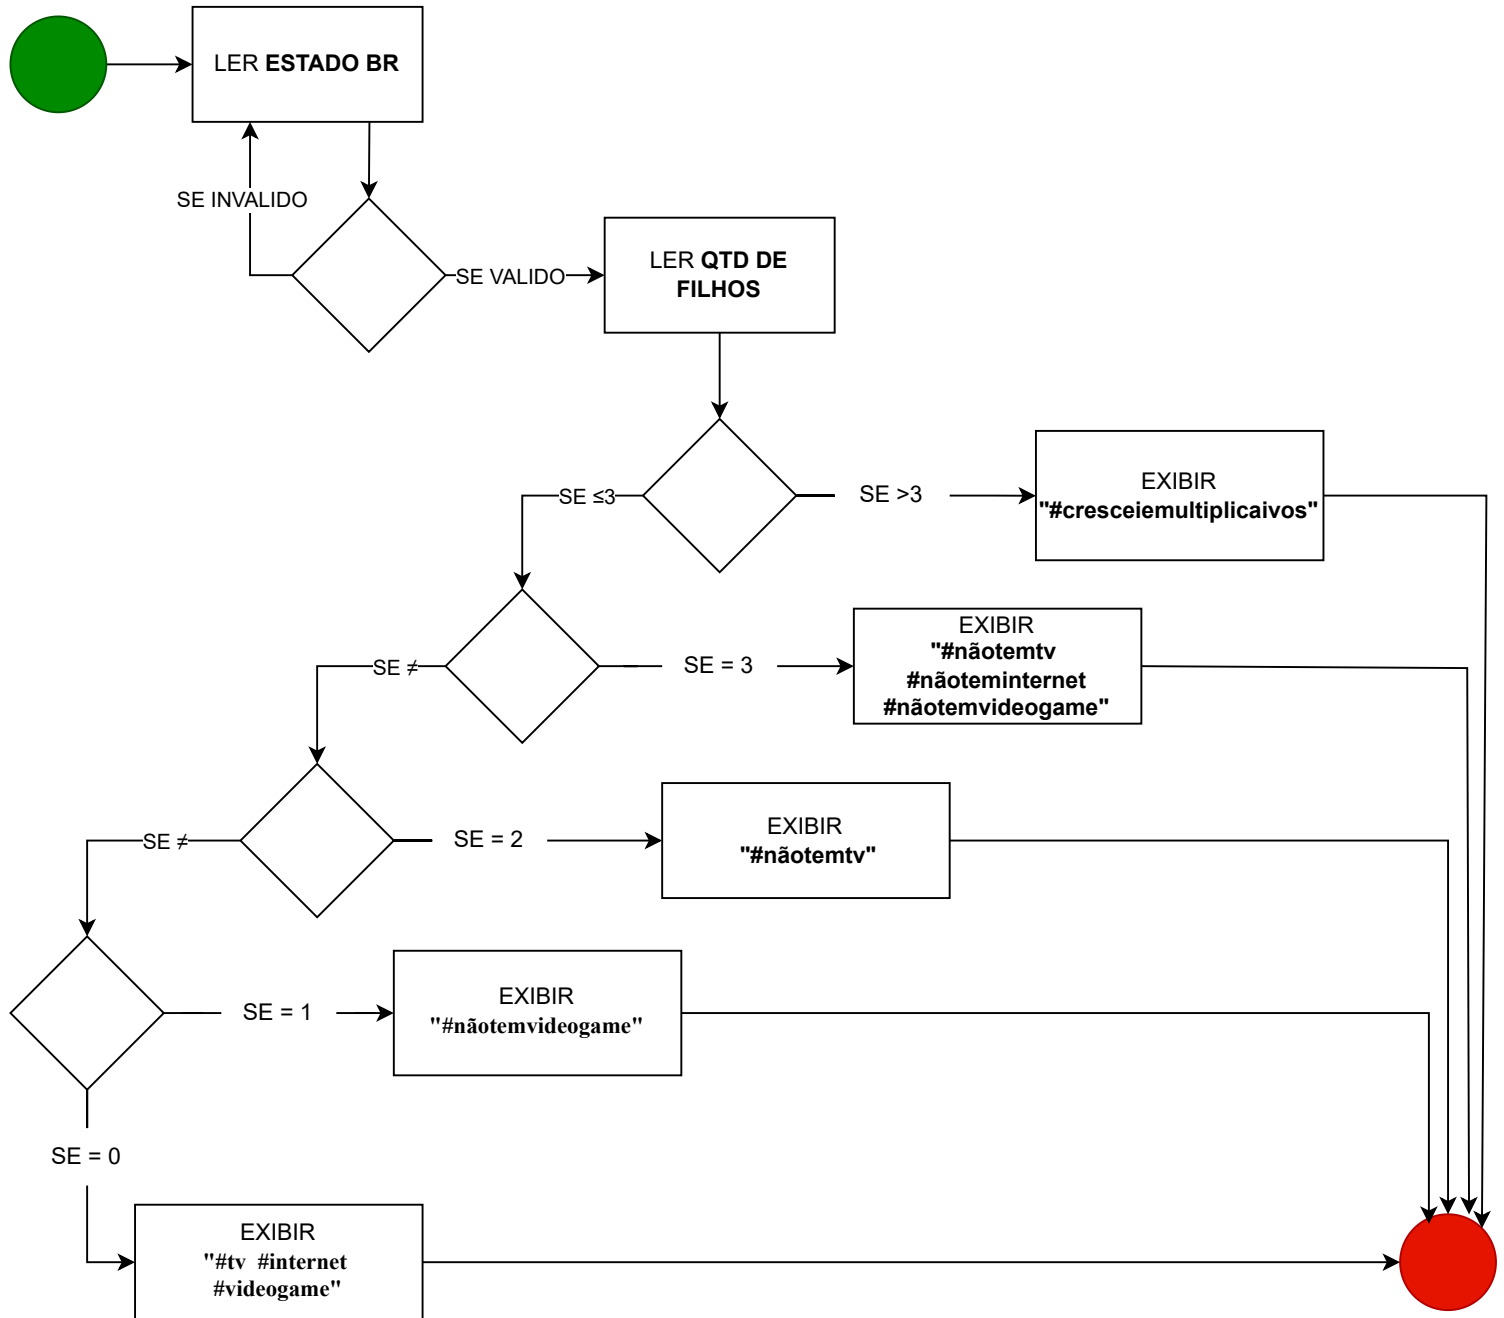 LER ESTADO BR
SE INVALIDO
SE VALIDO
LER QTD DE
FILHOS
SE ≤3
SE >3
EXIBIR
"#cresceiemultiplicaivos"
SE ≠
SE = 3
EXIBIR
"#nãotemtv
#nãoteminternet
#nãotemvideogame"
SE ≠
SE = 2
EXIBIR
"#nãotemtv"
SE = 1
EXIBIR
"#nãotemvideogame"
SE = 0
EXIBIR
"#tv #internet
#videogame"